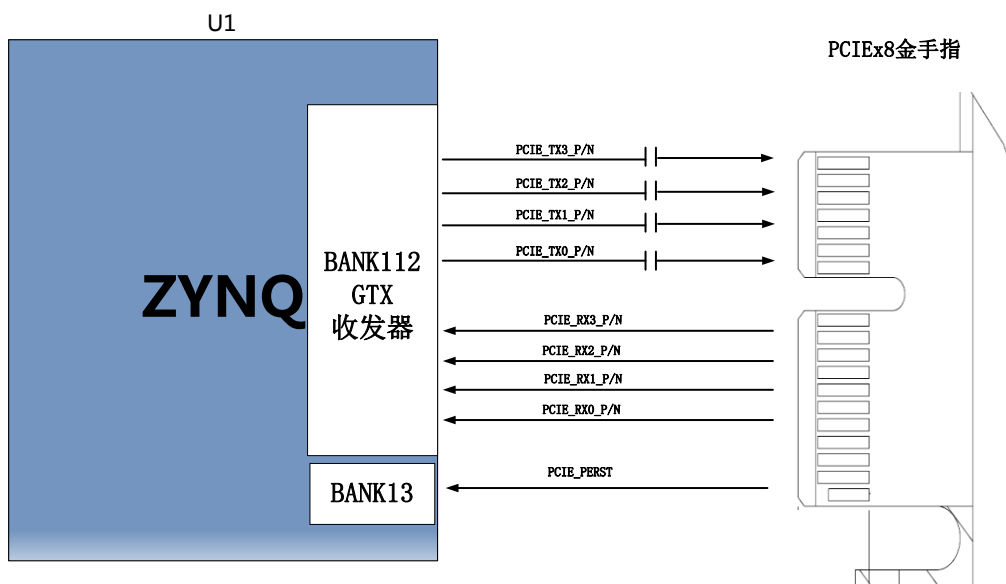 U1
PCIEx8金手指
PCIE_TX3_P/N
PCIE_TX2_P/N
PCIE_TX1_P/N
PCIE_TX0_P/N
ZYNQ
BANK112
GTX
收发器
PCIE_RX3_P/N
PCIE_RX2_P/N
PCIE_RX1_P/N
PCIE_RX0_P/N
PCIE_PERST
BANK13